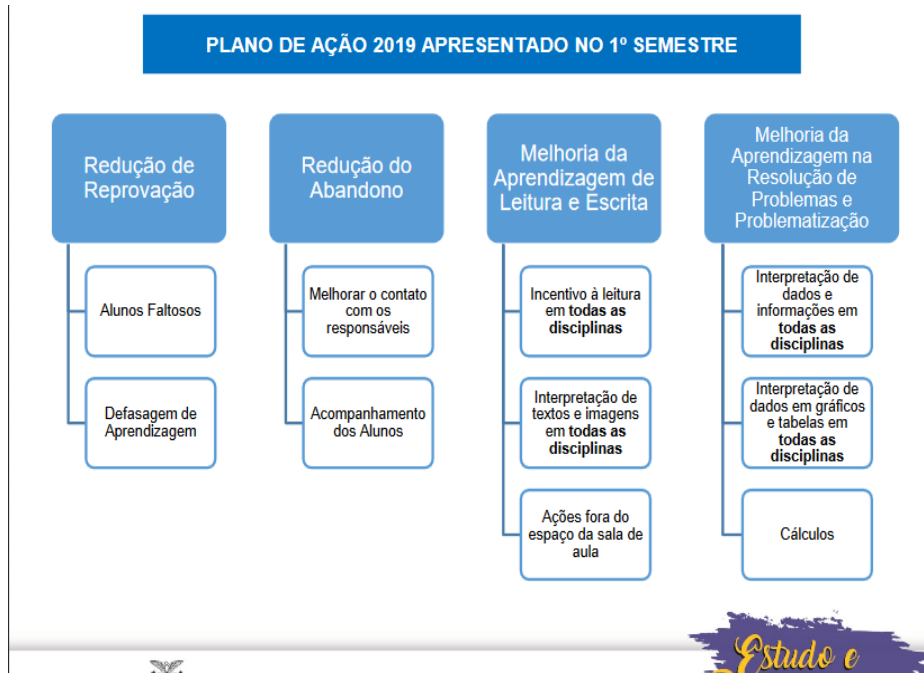 PLANO DE AÇÃO 2019 APRESENTADO NO 1º SEMESTRE
Redução de
Reprovação
Alunos Faltosos
Defasagem de
Aprendizagem
Redução do
Abandono
Melhorar o contato
com os
responsáveis
Acompanhamento
dos Alunos
Melhoria da
Aprendizagem de
Leitura e Escrita
Incentivo à leitura
em todas as
disciplinas
Interpretação de
textos e imagens
em todas as
disciplinas
Ações fora do
espaço da sala de
aula
Melhoria da
Aprendizagem na
Resolução de
Problemas e
Problematização
Interpretação de
dados e
informações em
todas as
disciplinas
Interpretação de
dados em gráficos
e tabelas em
todas as
disciplinas
Cálculos
Estudo e